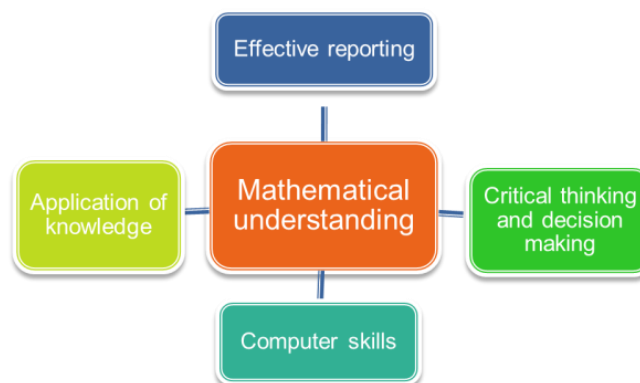 Effective reporting
Application of
knowledge
Mathematical
understanding
Critical thinking
and decision
making
Computer skills